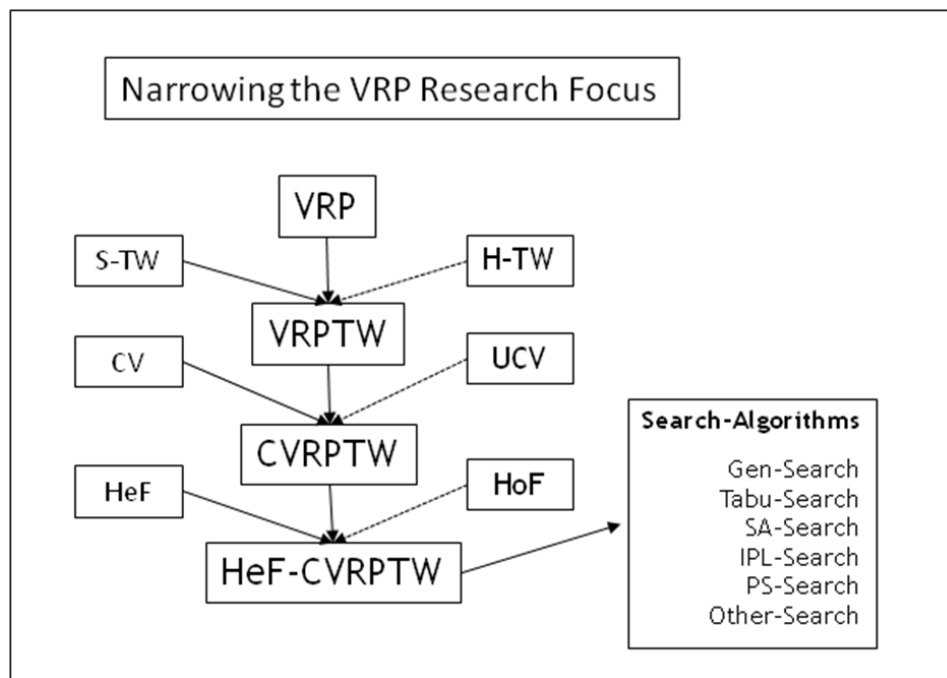 Narrowing the VRP Research Focus
VRP
S-TW
H-TW
VRPTW
CV
UCV
CVRPTW
HeF
HoF
HeF-CVRPTW
Search-Algorithms
Gen-Search
Tabu-Search
SA-Search
IPL-Search
PS-Search
Other-Search